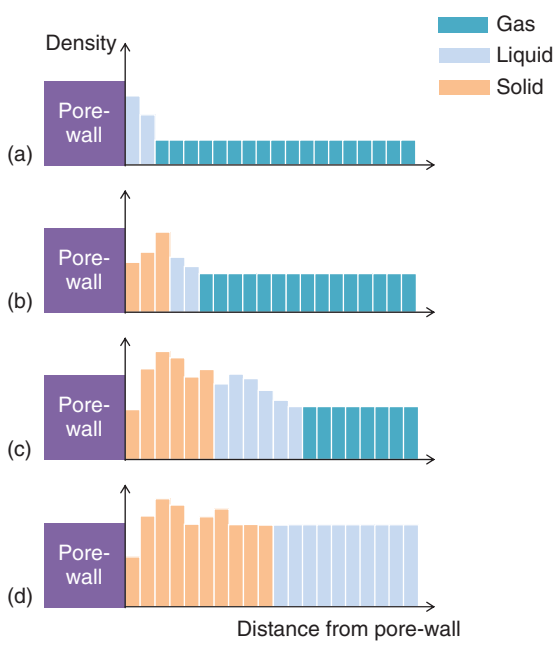 Gas
Liquid
Solid
Density
Pore-
wall
(a)
Pore-
wall
(b)
Pore-
wall
(c)
Pore-
wall
(d)
Distance from pore-wall